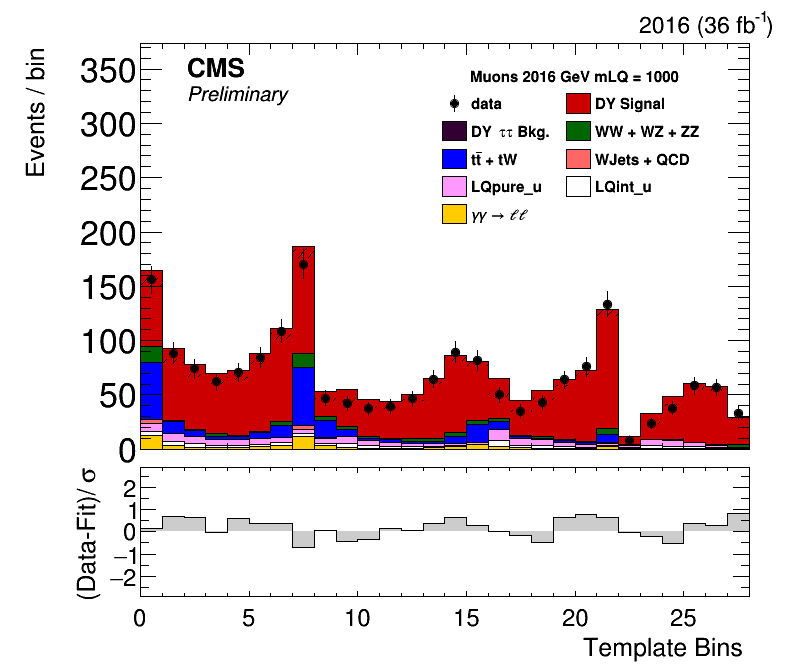 2016 (36 fb-1)
CMS
Preliminary
Muons 2016 GeV mLQ = 1000
data
DY Signal
DY ττ Bkg.
WW + WZ + ZZ
tt̄ + tW
WJets + QCD
LQpure_u
LQint_u
γγ → ℓℓ
Events / bin
350
300
250
200
150
100
50
0
(Data-Fit)/ σ
2
1
0
−1
−2
0 5 10 15 20 25
Template Bins